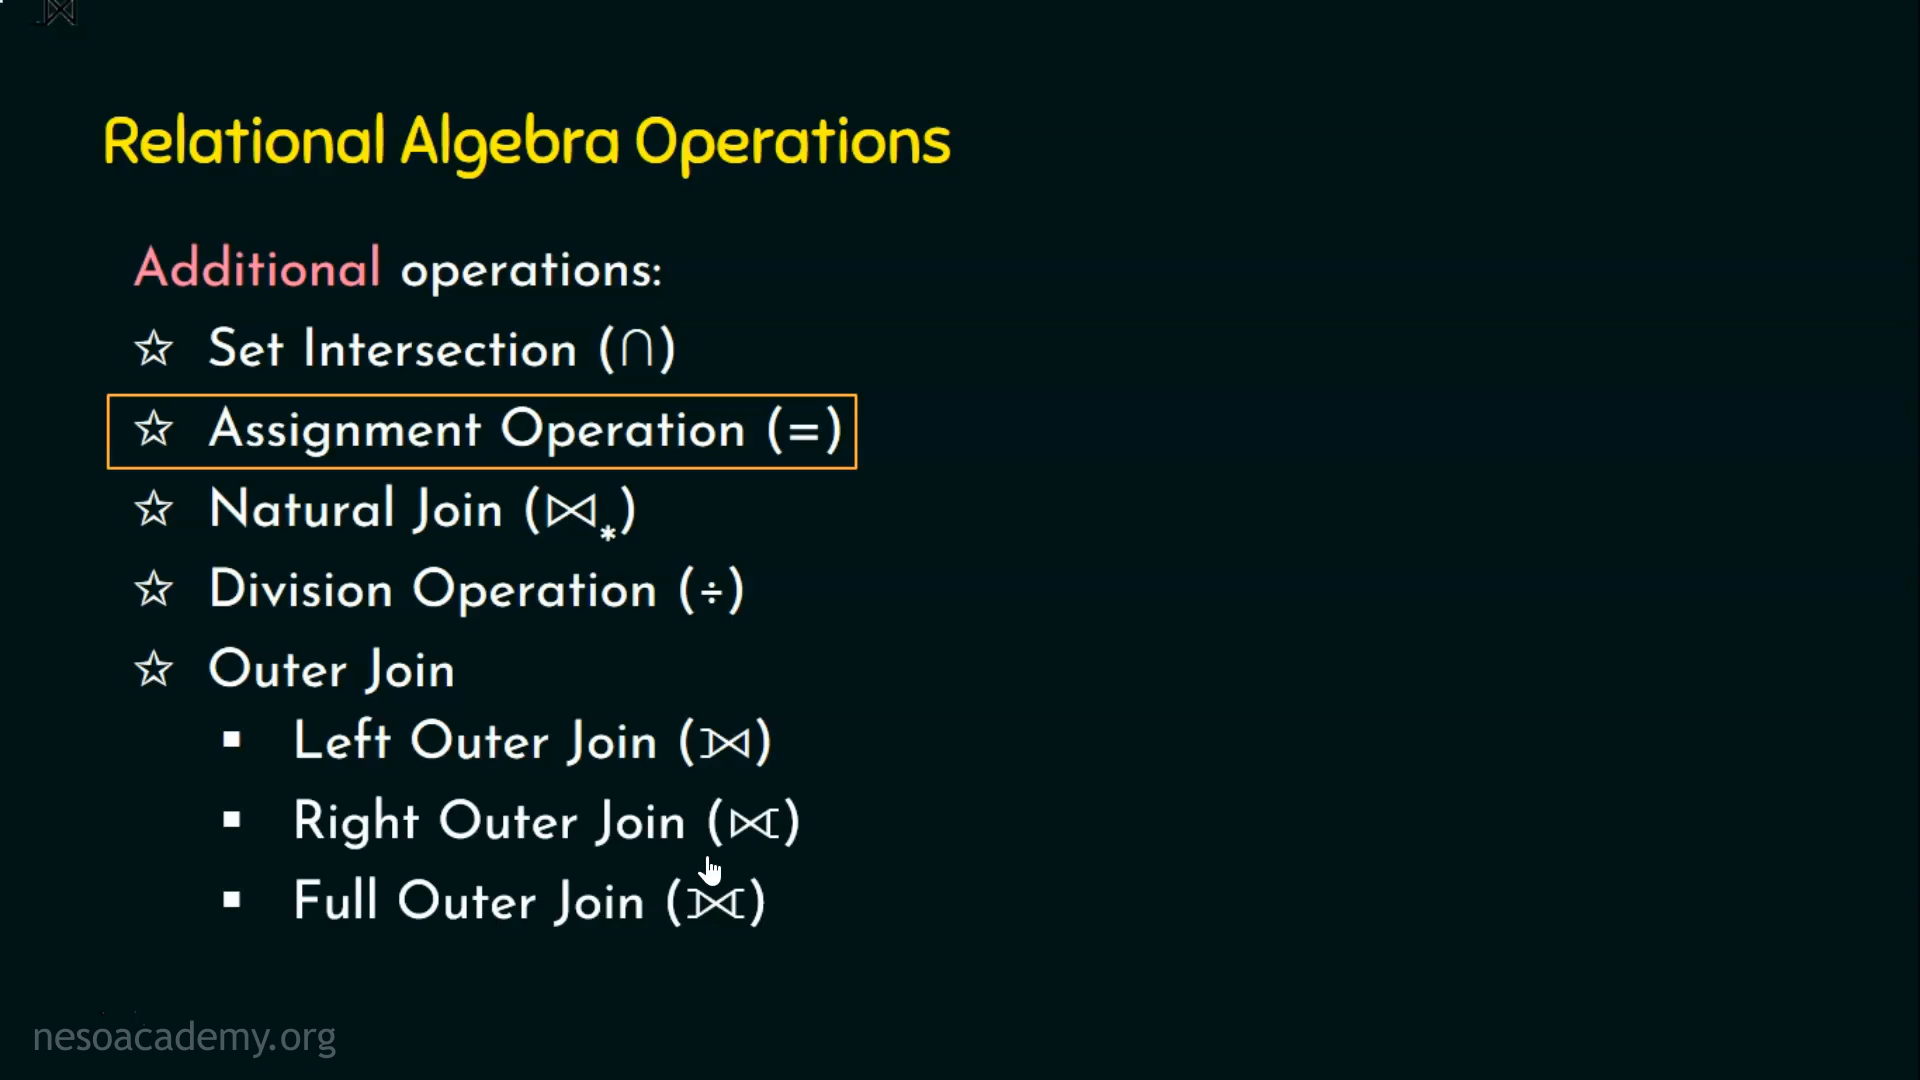 Relational Algebra Operations
Additional operations:
☆ Set Intersection (∩)
☆ Assignment Operation (=)
☆ Natural Join (⋈*)
☆ Division Operation (÷)
☆ Outer Join
▪ Left Outer Join (⟕)
▪ Right Outer Join (⟖)
▪ Full Outer Join (⟗)
nesoacademy.org